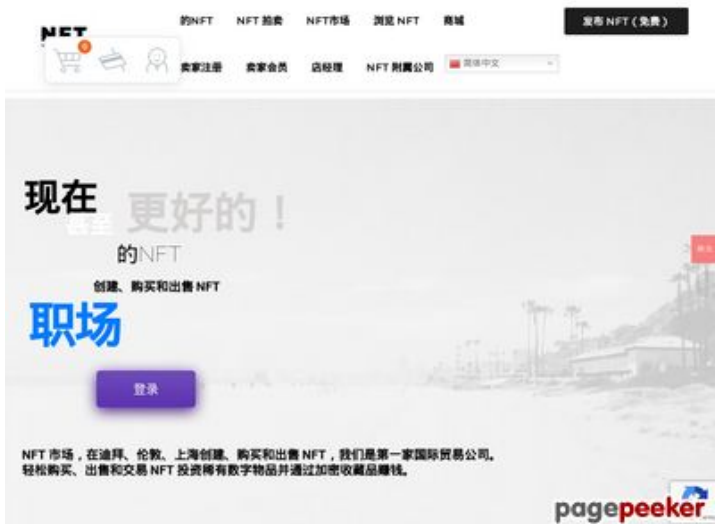 的NFT NFT 拍卖 NFT市场 浏览 NFT 商城
发布 NFT ( 免费 )
NFT
0
卖家注册 卖家会员 店经理 NFT 附属公司 简体中文
现在
甚至 更好的！
的NFT
创建、购买和出售 NFT
职场
登录
NFT 市场，在迪拜、伦敦、上海创建、购买和出售 NFT，我们是第一家国际贸易公司。
轻松购买、出售和交易 NFT 投资稀有数字物品并通过加密收藏品赚钱。
pagepeeker